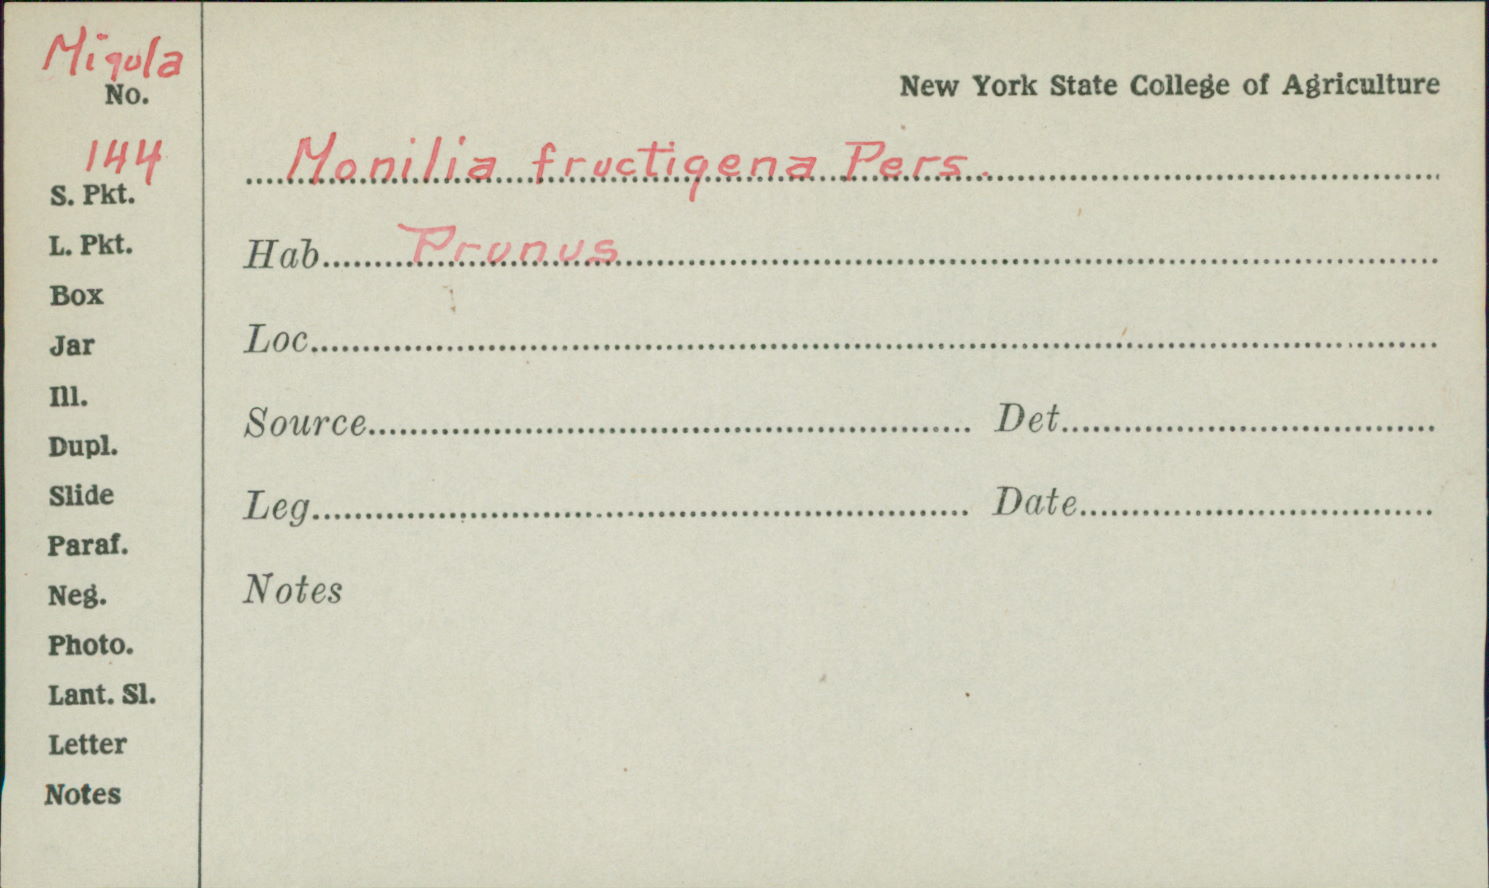 Migula
No.
144
S. Pkt.
L. Pkt.
Box
Jar
Ill.
Dupl.
Slide
Paraf.
Neg.
Photo.
Lant. Sl.
Letter
Notes
New York State College of Agriculture
Monilia fructigena Pers.
Hab. Prunus
Loc.
Source Det.
Leg. Date
Notes